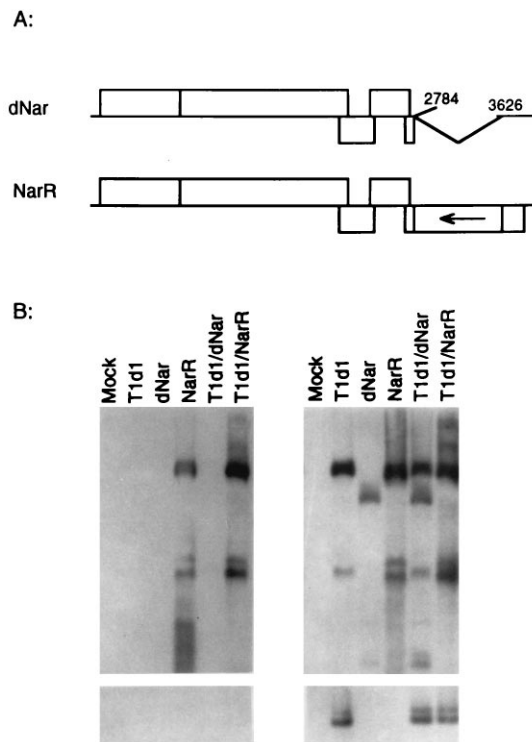 A:
dNar
2784
3626
NarR
B:
Mock
T1d1
dNar
NarR
T1d1/dNar
T1d1/NarR
Mock
T1d1
dNar
NarR
T1d1/dNar
T1d1/NarR